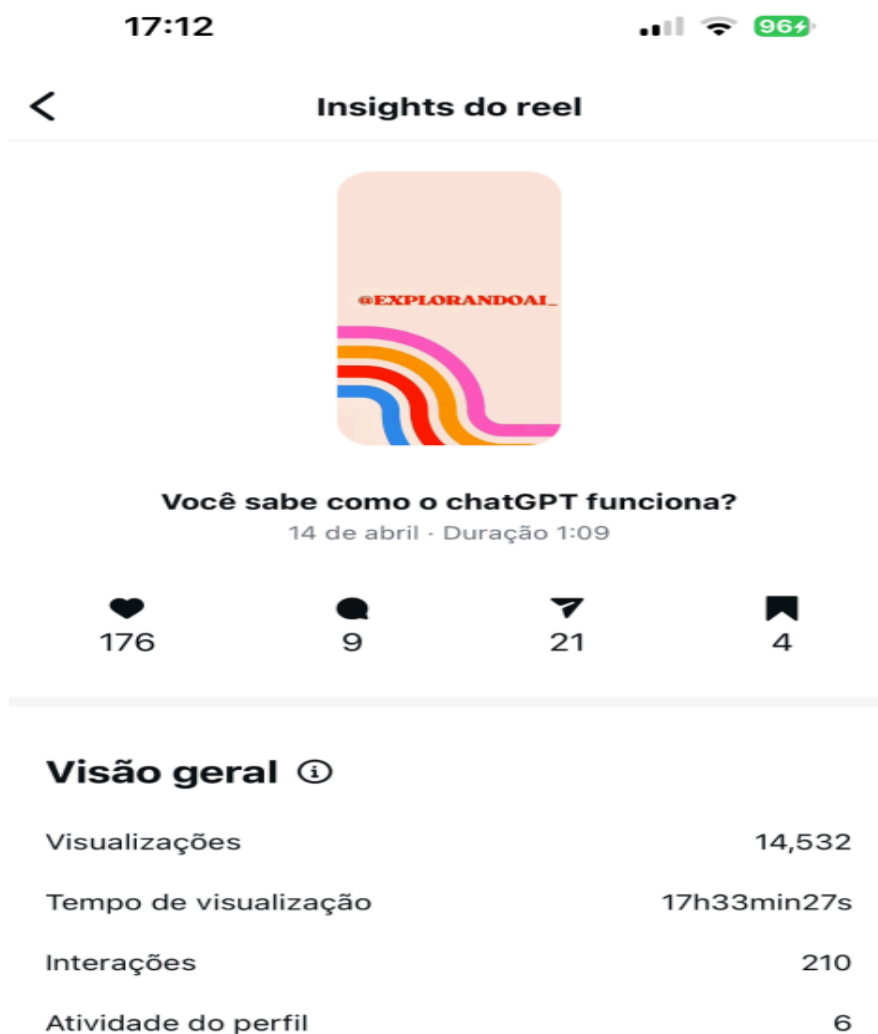 17:12
96
Insights do reel
@EXPLORANDOAI_
Você sabe como o chatGPT funciona?
14 de abril · Duração 1:09
176 9 21 4
Visão geral
Visualizações 14,532
Tempo de visualização 17h33min27s
Interações 210
Atividade do perfil 6